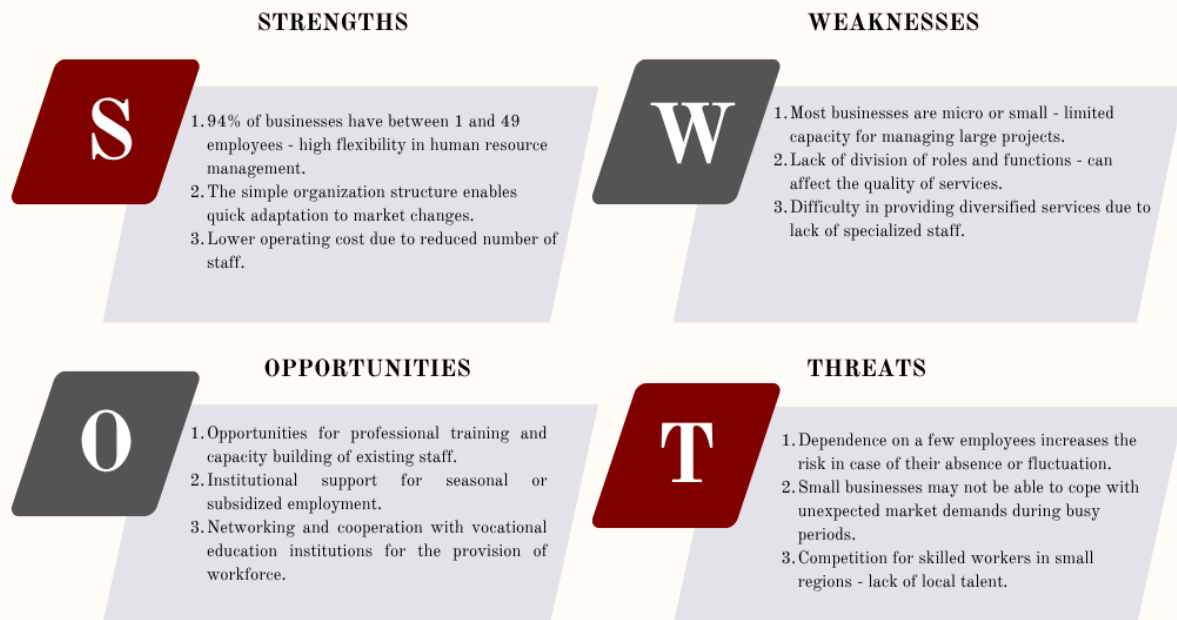 STRENGTHS
S
1. 94% of businesses have between 1 and 49
employees - high flexibility in human resource
management.
2. The simple organization structure enables
quick adaptation to market changes.
3. Lower operating cost due to reduced number of
staff.
WEAKNESSES
W
1. Most businesses are micro or small - limited
capacity for managing large projects.
2. Lack of division of roles and functions - can
affect the quality of services.
3. Difficulty in providing diversified services due to
lack of specialized staff.
OPPORTUNITIES
O
1. Opportunities for professional training and
capacity building of existing staff.
2. Institutional support for seasonal or
subsidized employment.
3. Networking and cooperation with vocational
education institutions for the provision of
workforce.
THREATS
T
1. Dependence on a few employees increases the
risk in case of their absence or fluctuation.
2. Small businesses may not be able to cope with
unexpected market demands during busy
periods.
3. Competition for skilled workers in small
regions - lack of local talent.